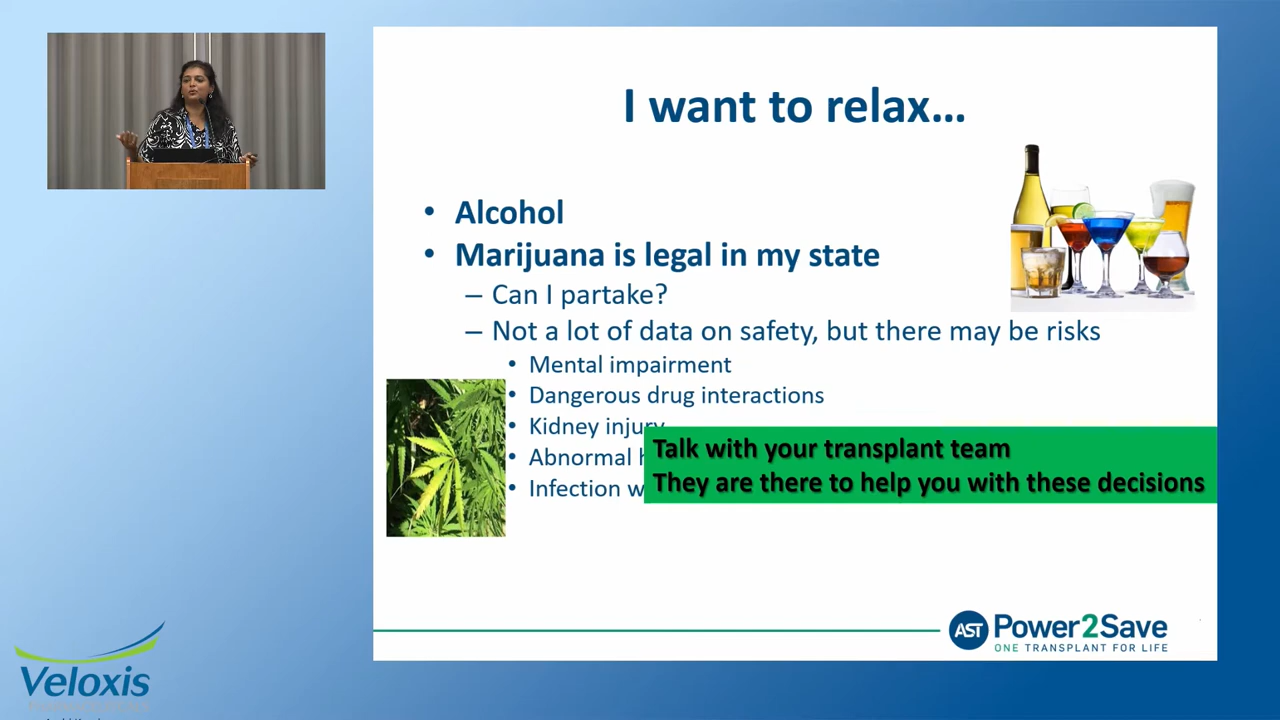 I want to relax...
• Alcohol
• Marijuana is legal in my state
– Can I partake?
– Not a lot of data on safety, but there may be risks
• Mental impairment
• Dangerous drug interactions
• Kidney injury
• Abnormal
• Infection
Talk with your transplant team
They are there to help you with these decisions
AST Power2Save
ONE TRANSPLANT FOR LIFE
Veloxis